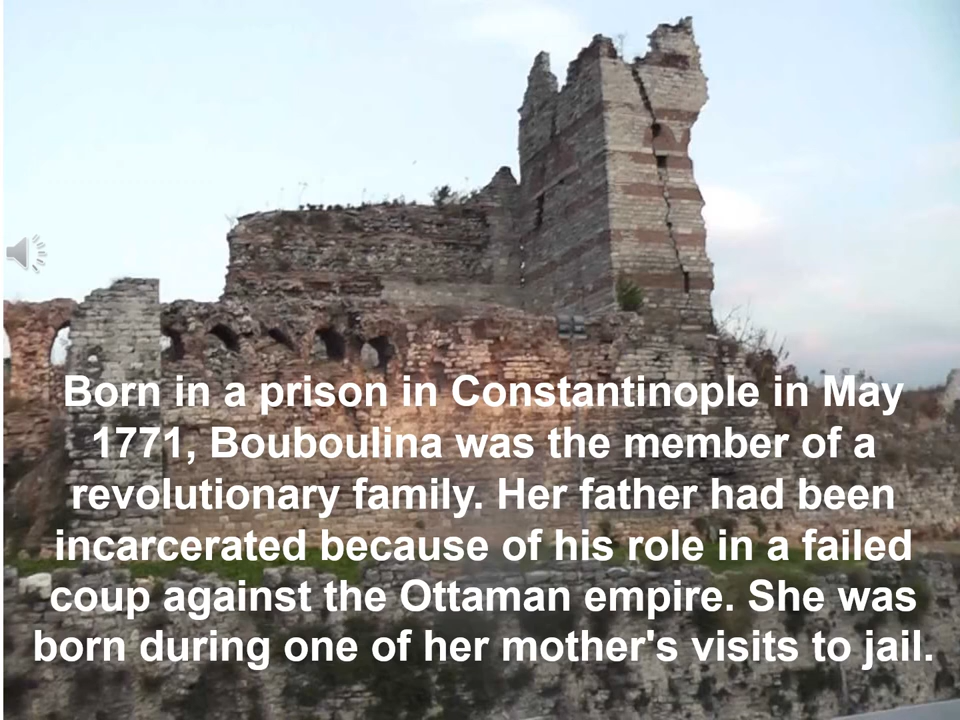 Born in a prison in Constantinople in May
1771, Bouboulina was the member of a
revolutionary family. Her father had been
incarcerated because of his role in a failed
coup against the Ottaman empire. She was
born during one of her mother's visits to jail.